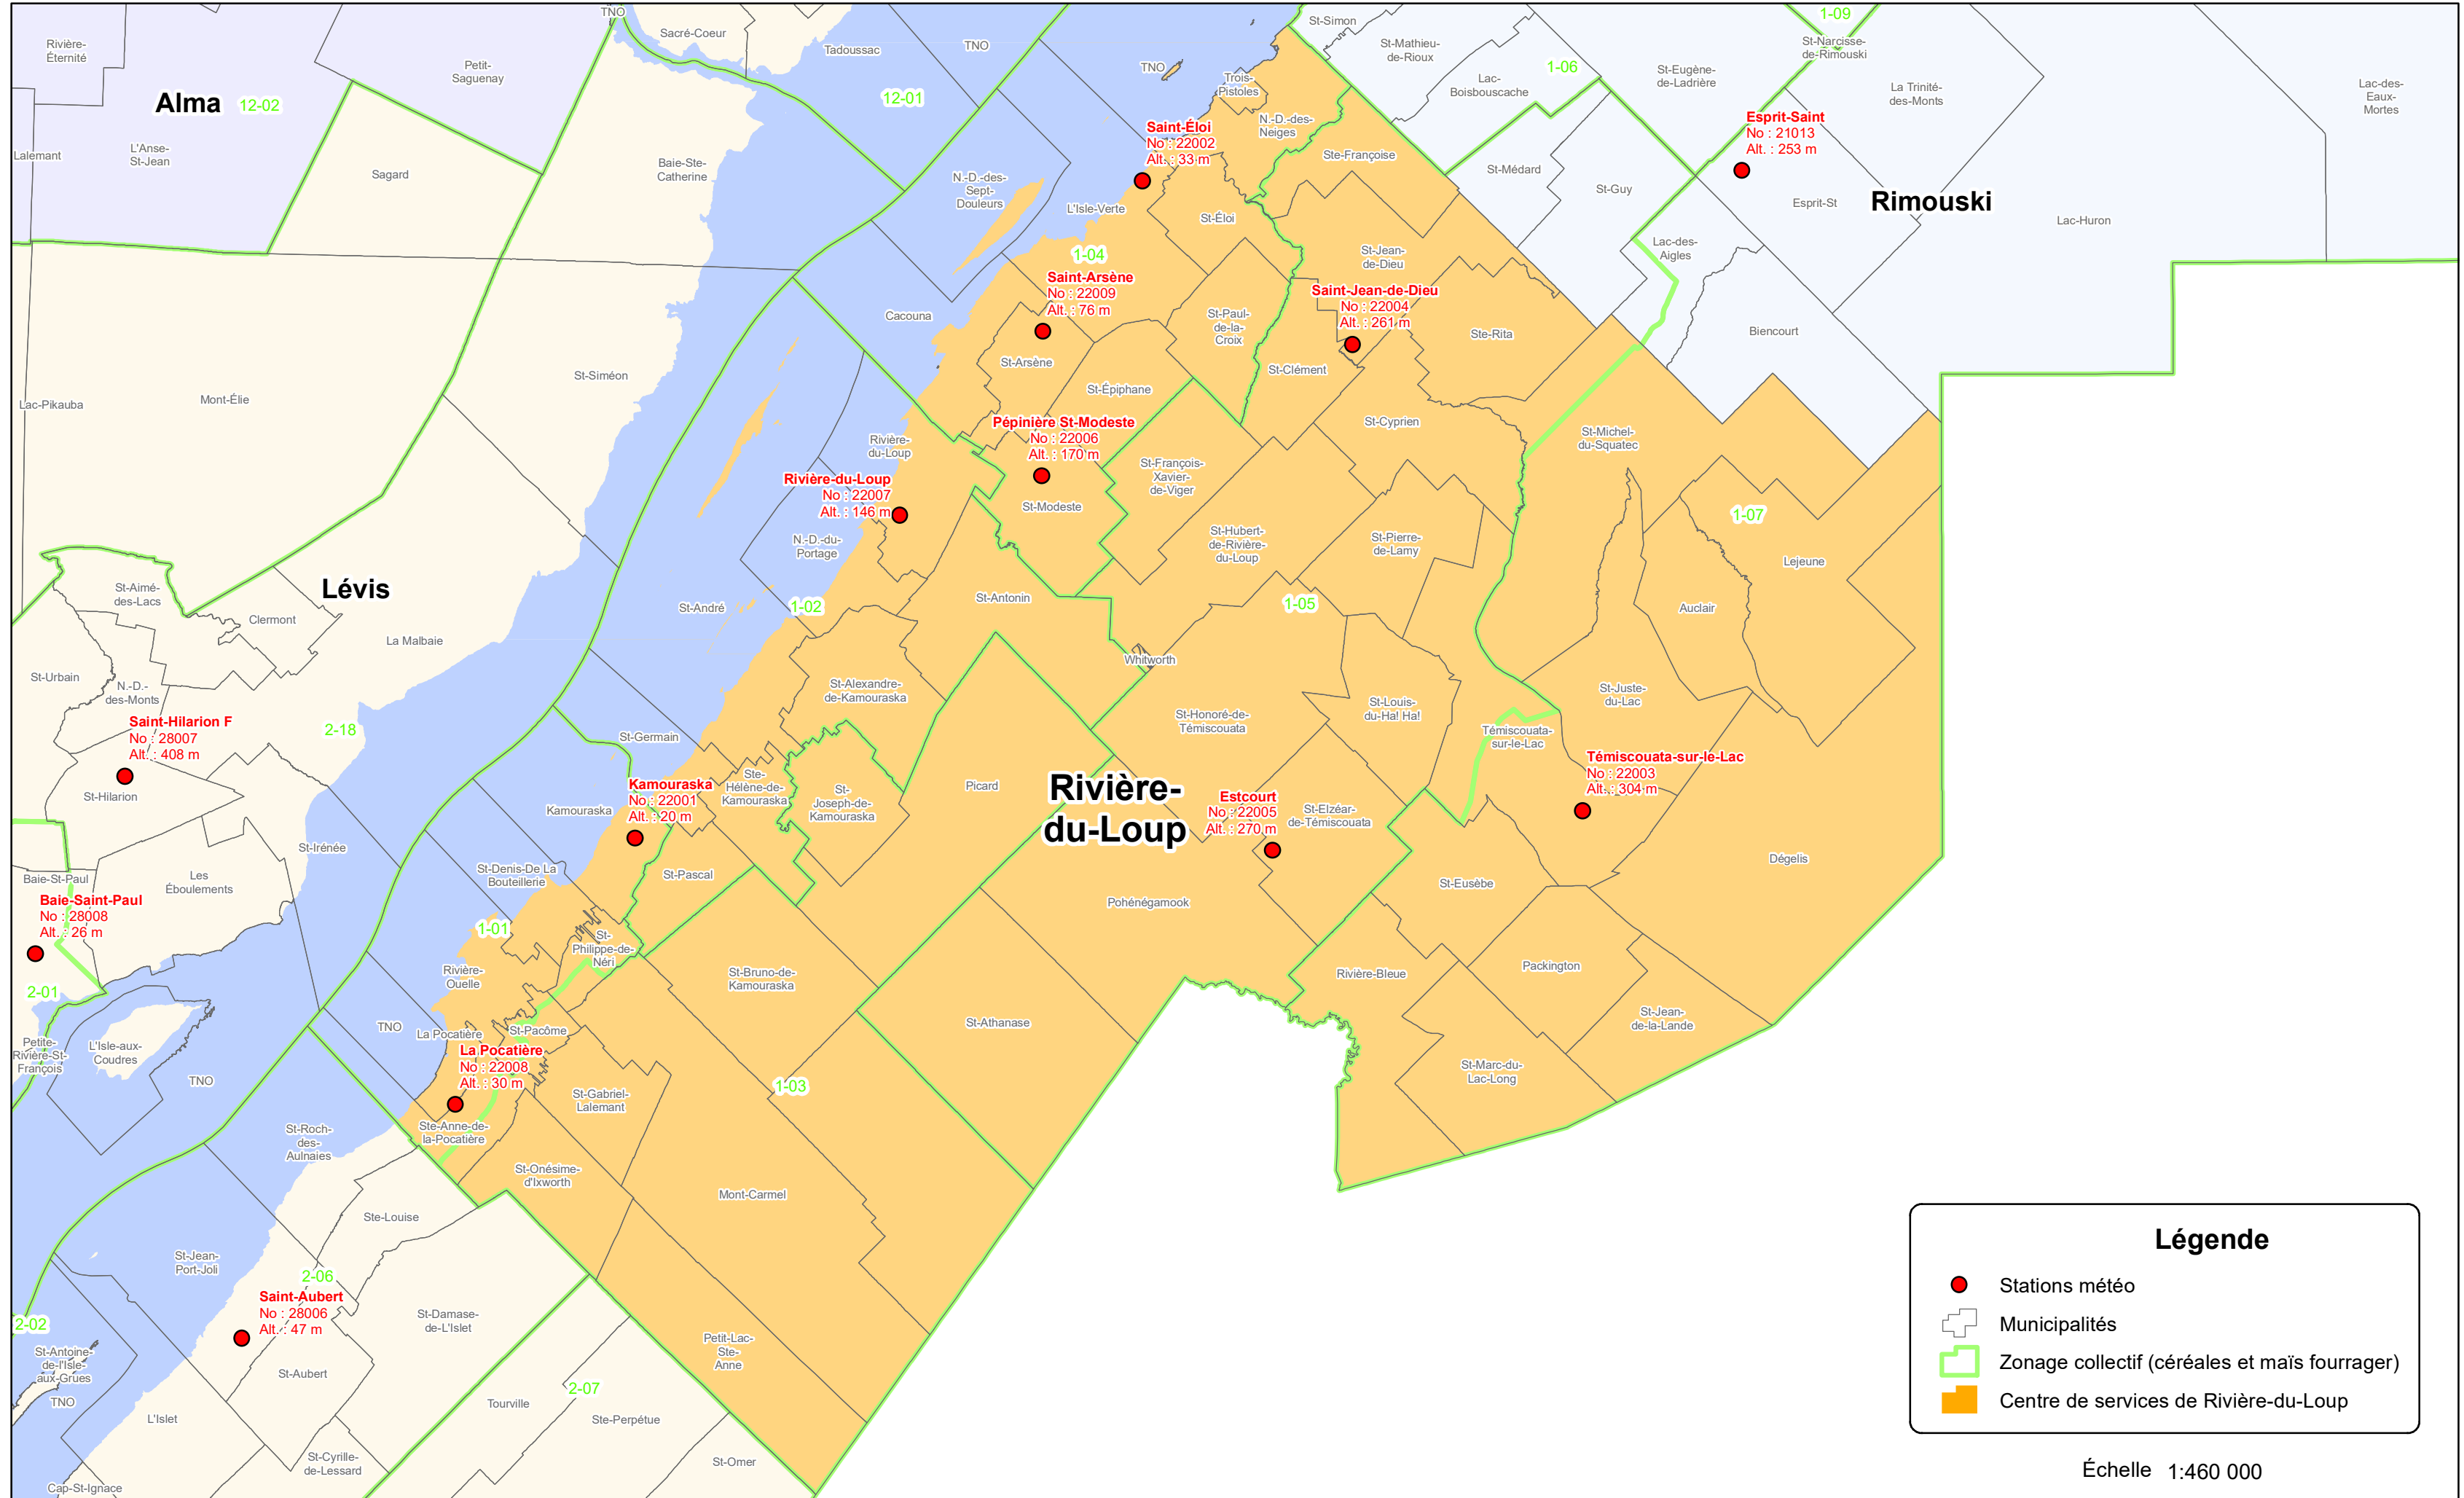 TNO
Sacré-Coeur
Tadoussac
TNO
St-Simon
St-Mathieu-
de-Rioux
1-09
St-Narcisse-
de-Rimouski
Rivière-
Éternité
Petit-
Saguenay
Alma
12-02
12-01
TNO
Trois-
Pistoles
Lac-
Boisbouscache
1-06
St-Eugène-
de-Ladrière
La Trinité-
des-Monts
Lac-des-
Eaux-
Mortes
Lalemant
L'Anse-
St-Jean
Sagard
Baie-Ste-
Catherine
N.-D.-des-
Sept-
Douleurs
Saint-Éloi
No : 22002
Alt. : 33 m
N.-D.-des-
Neiges
Ste-Françoise
St-Médard
St-Guy
Esprit-Saint
No : 21013
Alt. : 253 m
Esprit-St
Rimouski
Lac-Huron
L'Isle-Verte
St-Éloi
1-04
St-Jean-
de-Dieu
Lac-des-
Aigles
Saint-Arsène
No : 22009
Alt. : 76 m
Saint-Jean-de-Dieu
No : 22004
Alt. : 261 m
Cacouna
St-Paul-
de-la-
Croix
Ste-Rita
Biencourt
St-Arsène
St-Clément
St-Épiphane
Lac-Pikauba
Mont-Élie
St-Siméon
Pépinière St-Modeste
No : 22006
Alt. : 170 m
St-Cyprien
St-Michel-
du-Squatec
Rivière-
du-Loup
Rivière-du-Loup
No : 22007
Alt. : 146 m
St-Modeste
St-François-
Xavier-
de-Viger
1-07
N.-D.-du-
Portage
St-Hubert-
de-Rivière-
du-Loup
St-Pierre-
de-Lamy
Lejeune
St-Aimé-
des-Lacs
Lévis
Clermont
La Malbaie
St-André
1-02
St-Antonin
1-05
Auclair
St-Urbain
N.-D.-
des-Monts
Whitworth
St-Alexandre-
de-Kamouraska
St-Juste-
du-Lac
Saint-Hilarion F
No : 28007
Alt. : 408 m
2-18
St-Germain
St-Honoré-de-
Témiscouata
St-Louis-
du-Ha! Ha!
Témiscouata-
sur-le-Lac
St-Hilarion
Kamouraska
Kamouraska
No : 22001
Alt. : 20 m
Ste-
Hélène-de-
Kamouraska
St-
Joseph-de-
Kamouraska
Picard
Rivière-
du-Loup
Estcourt
No : 22005
Alt. : 270 m
St-Elzéar-
de-Témiscouata
Témiscouata-sur-le-Lac
No : 22003
Alt. : 304 m
St-Irénée
Baie-St-Paul
Les
Éboulements
St-Denis-De La
Bouteillerie
St-Pascal
Pohénégamook
St-Eusèbe
Dégelis
Baie-Saint-Paul
No : 28008
Alt. : 26 m
1-01
St-
Philippe-de-
Néri
Rivière-
Ouelle
St-Bruno-de-
Kamouraska
Rivière-Bleue
Packington
2-01
TNO
La Pocatière
St-Pacôme
St-Athanase
St-Jean-
de-la-Lande
Petite-
Rivière-St-
François
L'Isle-aux-
Coudres
TNO
La Pocatière
No : 22008
Alt. : 30 m
St-Gabriel-
Lalemant
1-03
St-Marc-du-
Lac-Long
St-Roch-
des-
Aulnaies
Ste-Anne-de-
la-Pocatière
St-Onésime-
d'Ixworth
Mont-Carmel
Ste-Louise
St-Jean-
Port-Joli
2-06
Saint-Aubert
No : 28006
Alt. : 47 m
St-Damase-
de-L'Islet
2-02
St-Antoine-
de-l'Isle-
aux-Grues
TNO
St-Aubert
Petit-Lac-
Ste-
Anne
2-07
Tourville
Ste-Perpétue
L'Islet
St-Cyrille-
de-Lessard
St-Omer
Cap-St-Ignace
Légende
Stations météo
Municipalités
Zonage collectif (céréales et maïs fourrager)
Centre de services de Rivière-du-Loup
Échelle 1:460 000